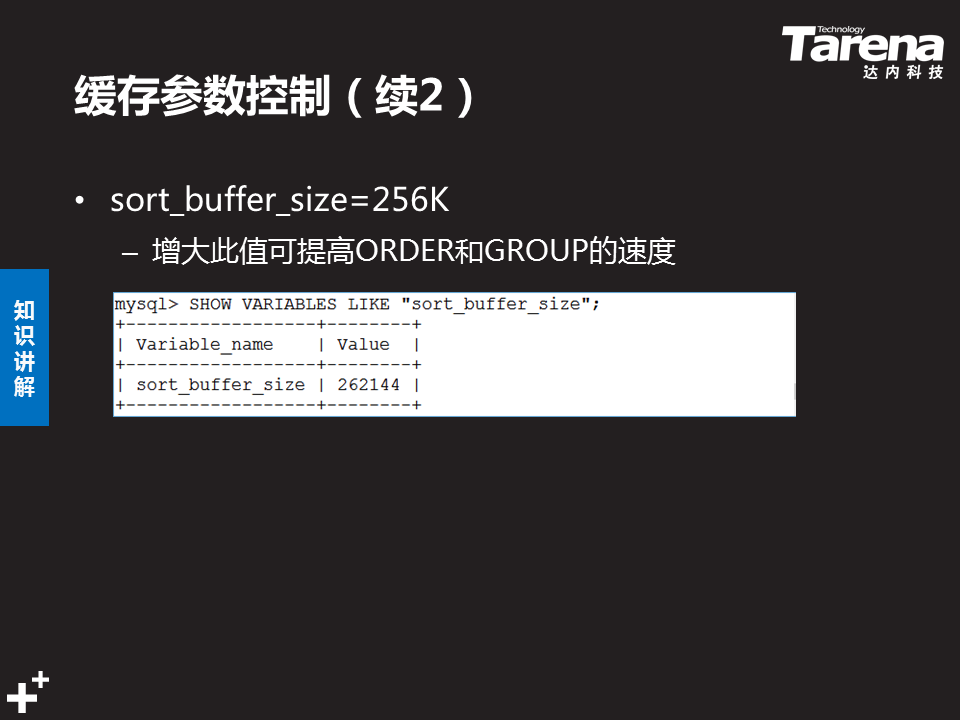 Technology
Tarena
达内科技
缓存参数控制（续2）
• sort_buffer_size=256K
– 增大此值可提高ORDER和GROUP的速度
知识讲解
mysql> SHOW VARIABLES LIKE "sort_buffer_size";
+------------------+--------+
| Variable_name    | Value  |
+------------------+--------+
| sort_buffer_size | 262144 |
+------------------+--------+